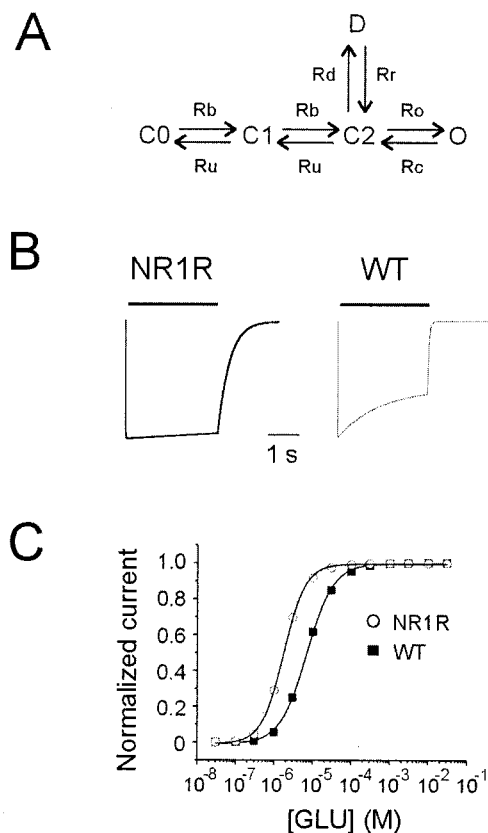 A
D
Rd Rr
Rb Rb Ro
C0 C1 C2 O
Ru Ru Rc
B
NR1R WT
1 s
C
Normalized current
1.0
0.8
0.6
0.4
0.2
0
NR1R
WT
10⁻⁸ 10⁻⁷ 10⁻⁶ 10⁻⁵ 10⁻⁴ 10⁻³ 10⁻² 10⁻¹
[GLU] (M)